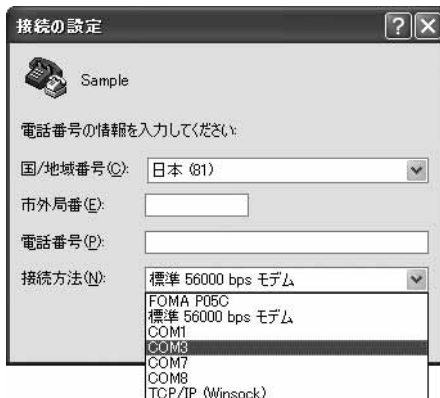 接続の設定
Sample
電話番号の情報を入力してください:
国/地域番号(C): 日本 (81)
市外局番(E):
電話番号(P):
接続方法(N): 標準 56000 bps モデム
FOMA P05C
標準 56000 bps モデム
COM1
COM3
COM7
COM8
TCP/IP (Winsock)